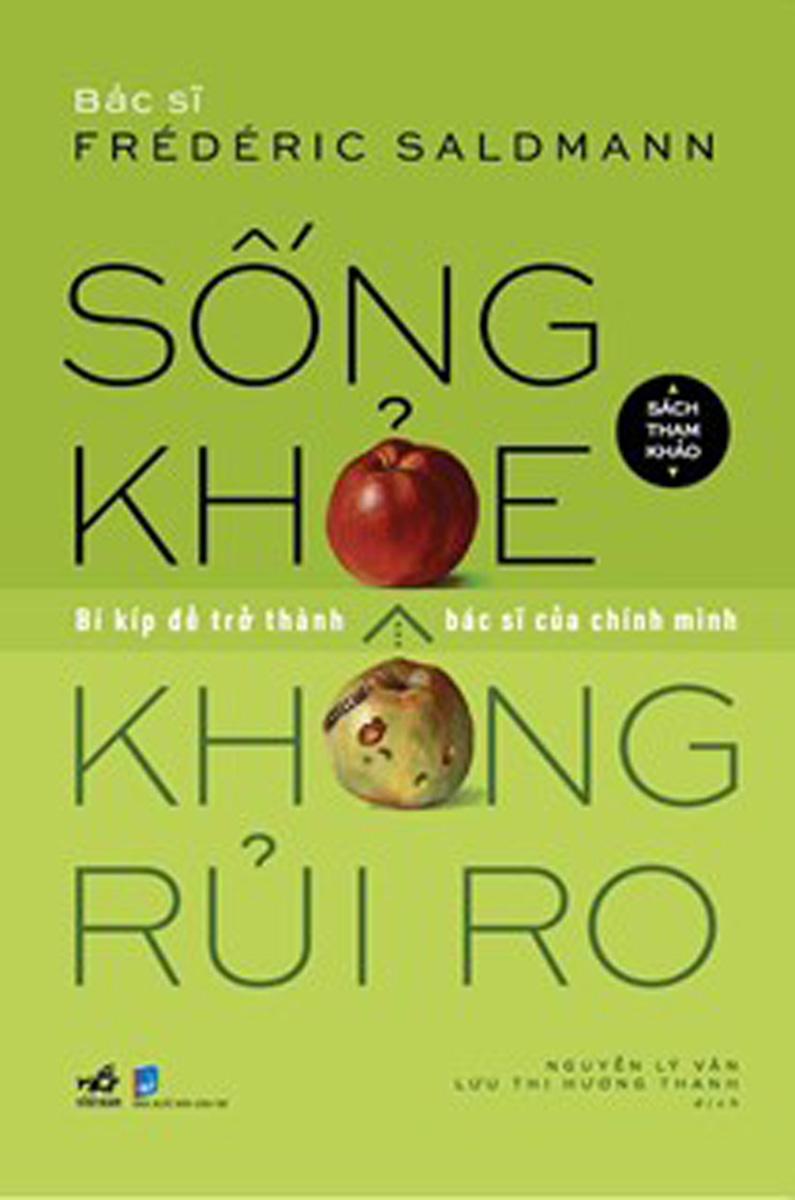 Bác sĩ
FRÉDÉRIC SALDMANN
SỐNG
KHỎE
SÁCH
THAM
KHẢO
Bí kíp để trở thành bác sĩ của chính mình
KHÔNG
RỦI RO
NGUYỄN LÝ VÂN
LƯU THỊ HƯƠNG THANH
dịch